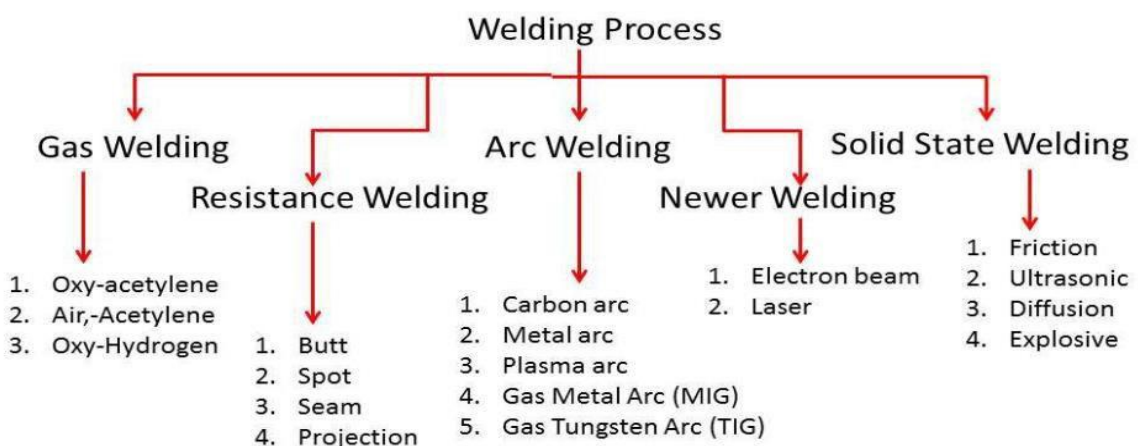 Welding Process
Gas Welding
1. Oxy-acetylene
2. Air,-Acetylene
3. Oxy-Hydrogen
Resistance Welding
1. Butt
2. Spot
3. Seam
4. Projection
Arc Welding
1. Carbon arc
2. Metal arc
3. Plasma arc
4. Gas Metal Arc (MIG)
5. Gas Tungsten Arc (TIG)
Newer Welding
1. Electron beam
2. Laser
Solid State Welding
1. Friction
2. Ultrasonic
3. Diffusion
4. Explosive